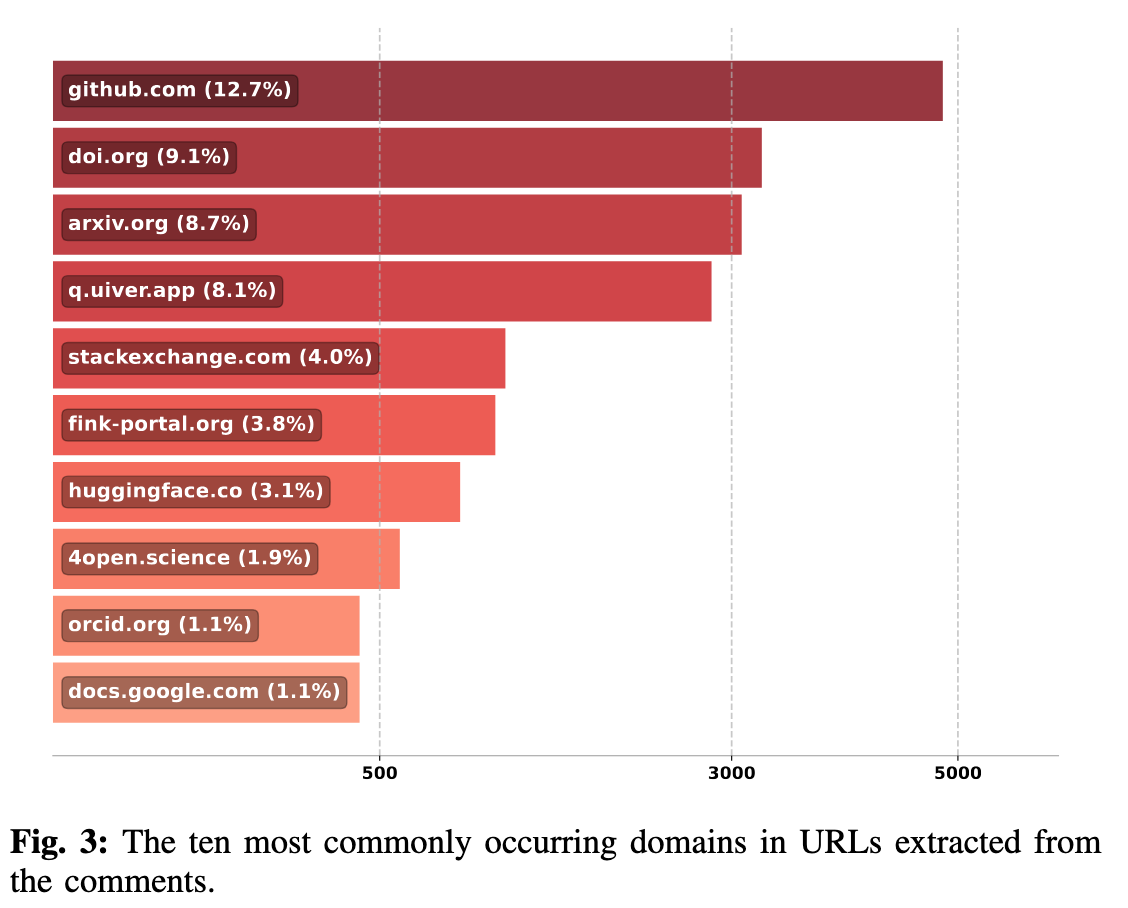 github.com (12.7%)
doi.org (9.1%)
arxiv.org (8.7%)
q.uiver.app (8.1%)
stackexchange.com (4.0%)
fink-portal.org (3.8%)
huggingface.co (3.1%)
4open.science (1.9%)
orcid.org (1.1%)
docs.google.com (1.1%)
500 3000 5000
Fig. 3: The ten most commonly occurring domains in URLs extracted from
the comments.